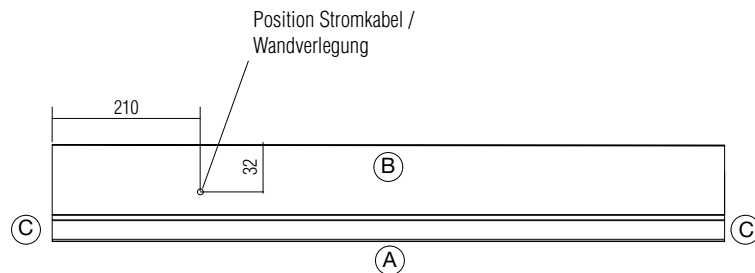 Position Stromkabel /
Wandverlegung
210
32
B
C
C
A